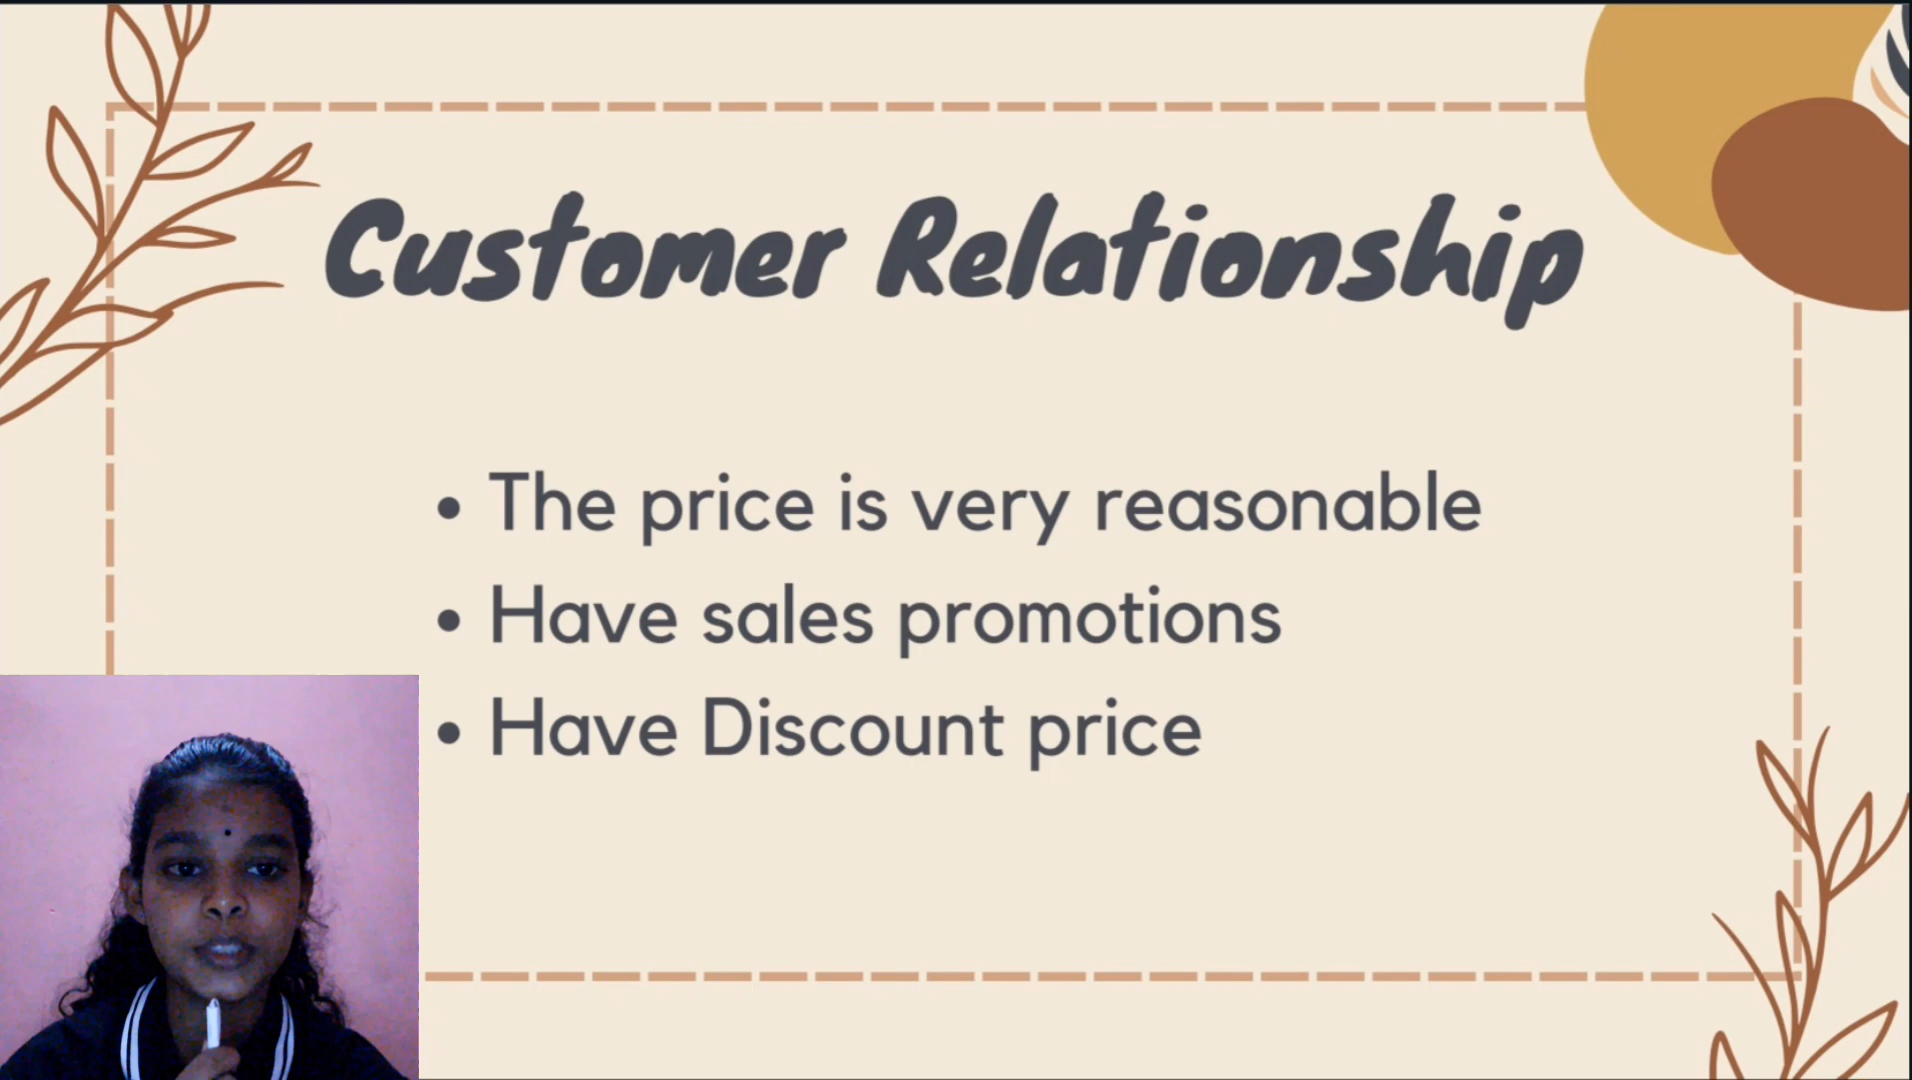 Customer Relationship
• The price is very reasonable
• Have sales promotions
• Have Discount price